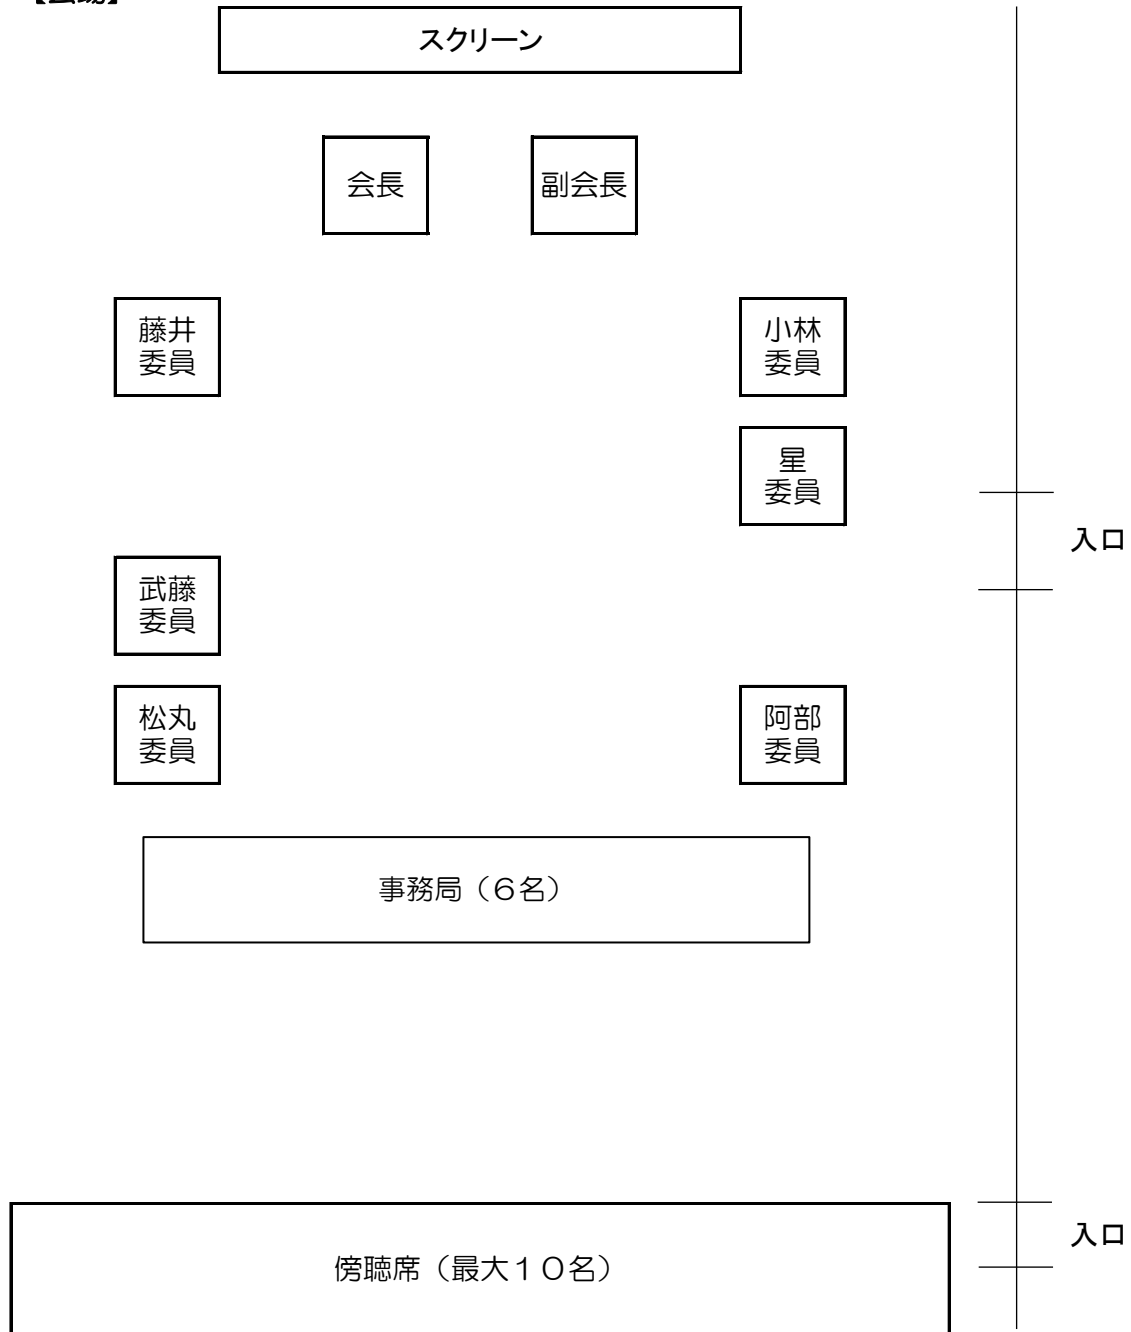 スクリーン
会長
副会長
藤井
委員
小林
委員
星
委員
入口
武藤
委員
松丸
委員
阿部
委員
事務局（６名）
入口
傍聴席（最大１０名）